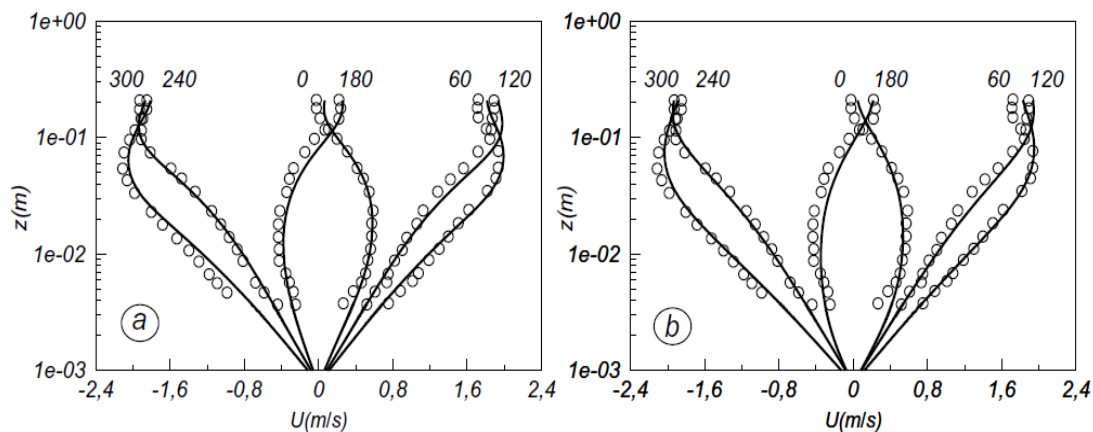 1e+00 1e+00
300 240 0 180 60 120 300 240 0 180 60 120
1e-01 1e-01
z(m) z(m)
1e-02 1e-02
a b
1e-03 1e-03
-2,4 -1,6 -0,8 0 0,8 1,6 2,4 -2,4 -1,6 -0,8 0 0,8 1,6 2,4
U(m/s) U(m/s)